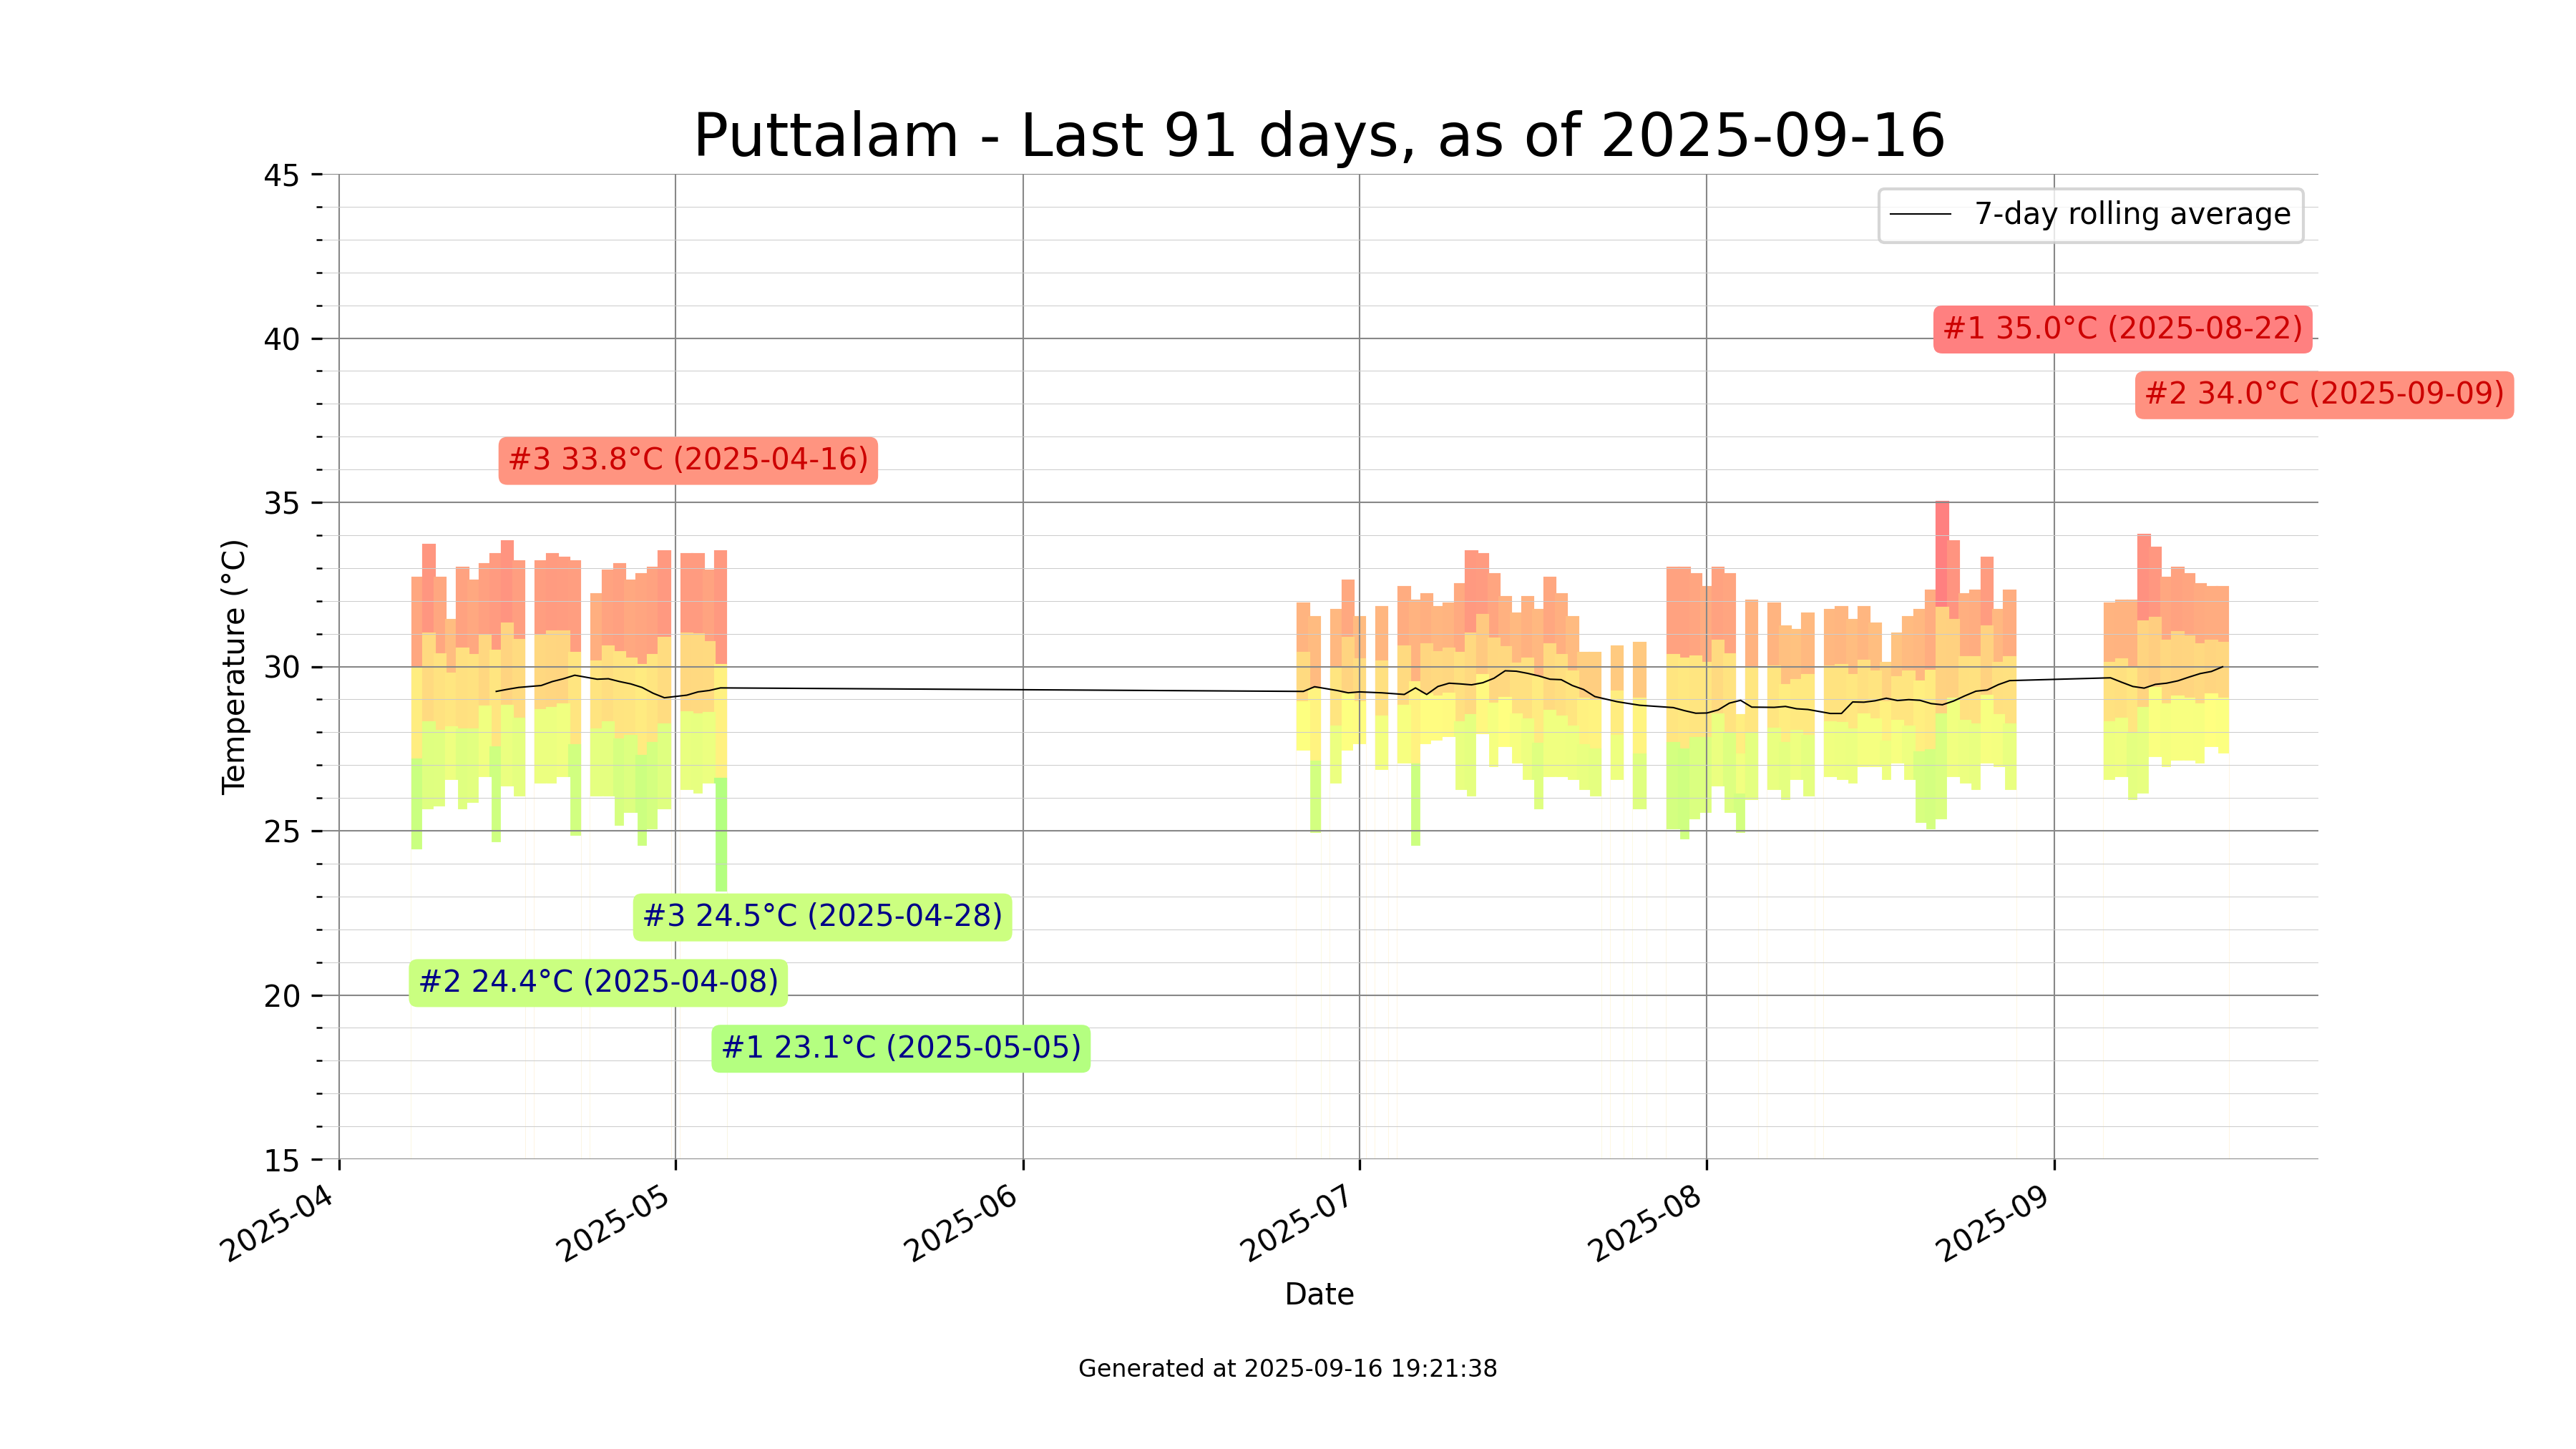 Puttalam - Last 91 days, as of 2025-09-16
45
40
35
30
25
20
15
Temperature (°C)
7-day rolling average
#1 35.0°C (2025-08-22)
#2 34.0°C (2025-09-09)
#3 33.8°C (2025-04-16)
#3 24.5°C (2025-04-28)
#2 24.4°C (2025-04-08)
#1 23.1°C (2025-05-05)
2025-04
2025-05
2025-06
2025-07
2025-08
2025-09
Date
Generated at 2025-09-16 19:21:38